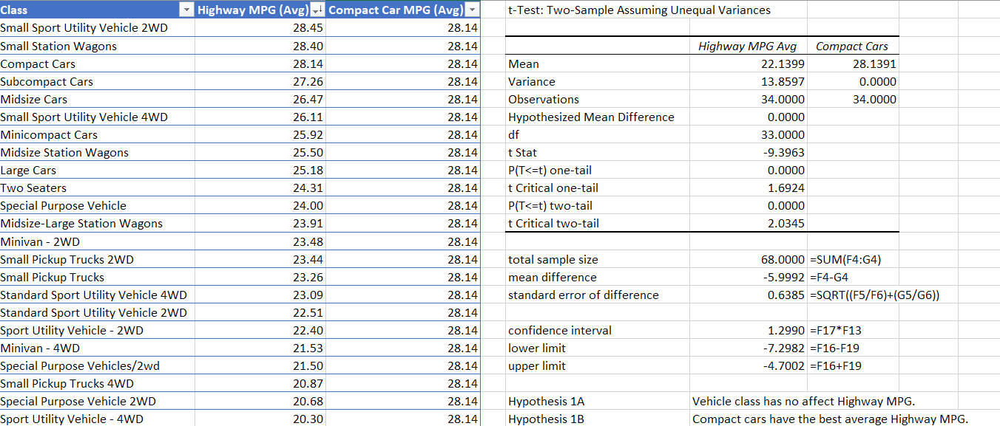 Class Highway MPG (Avg) Compact Car MPG (Avg) t-Test: Two-Sample Assuming Unequal Variances
Small Sport Utility Vehicle 2WD 28.45 28.14
Small Station Wagons 28.40 28.14 Highway MPG Avg Compact Cars
Compact Cars 28.14 28.14 Mean 22.1399 28.1391
Subcompact Cars 27.26 28.14 Variance 13.8597 0.0000
Midsize Cars 26.47 28.14 Observations 34.0000 34.0000
Small Sport Utility Vehicle 4WD 26.11 28.14 Hypothesized Mean Difference 0.0000
Minicompact Cars 25.92 28.14 df 33.0000
Midsize Station Wagons 25.50 28.14 t Stat -9.3963
Large Cars 25.18 28.14 P(T<=t) one-tail 0.0000
Two Seaters 24.31 28.14 t Critical one-tail 1.6924
Special Purpose Vehicle 24.00 28.14 P(T<=t) two-tail 0.0000
Midsize-Large Station Wagons 23.91 28.14 t Critical two-tail 2.0345
Minivan - 2WD 23.48 28.14
Small Pickup Trucks 2WD 23.44 28.14 total sample size 68.0000 =SUM(F4:G4)
Small Pickup Trucks 23.26 28.14 mean difference -5.9992 =F4-G4
Standard Sport Utility Vehicle 4WD 23.09 28.14 standard error of difference 0.6385 =SQRT((F5/F6)+(G5/G6))
Standard Sport Utility Vehicle 2WD 22.51 28.14
Sport Utility Vehicle - 2WD 22.40 28.14 confidence interval 1.2990 =F17*F13
Minivan - 4WD 21.53 28.14 lower limit -7.2982 =F16-F19
Special Purpose Vehicles/2wd 21.50 28.14 upper limit -4.7002 =F16+F19
Small Pickup Trucks 4WD 20.87 28.14
Special Purpose Vehicle 2WD 20.68 28.14 Hypothesis 1A Vehicle class has no affect Highway MPG.
Sport Utility Vehicle - 4WD 20.30 28.14 Hypothesis 1B Compact cars have the best average Highway MPG.